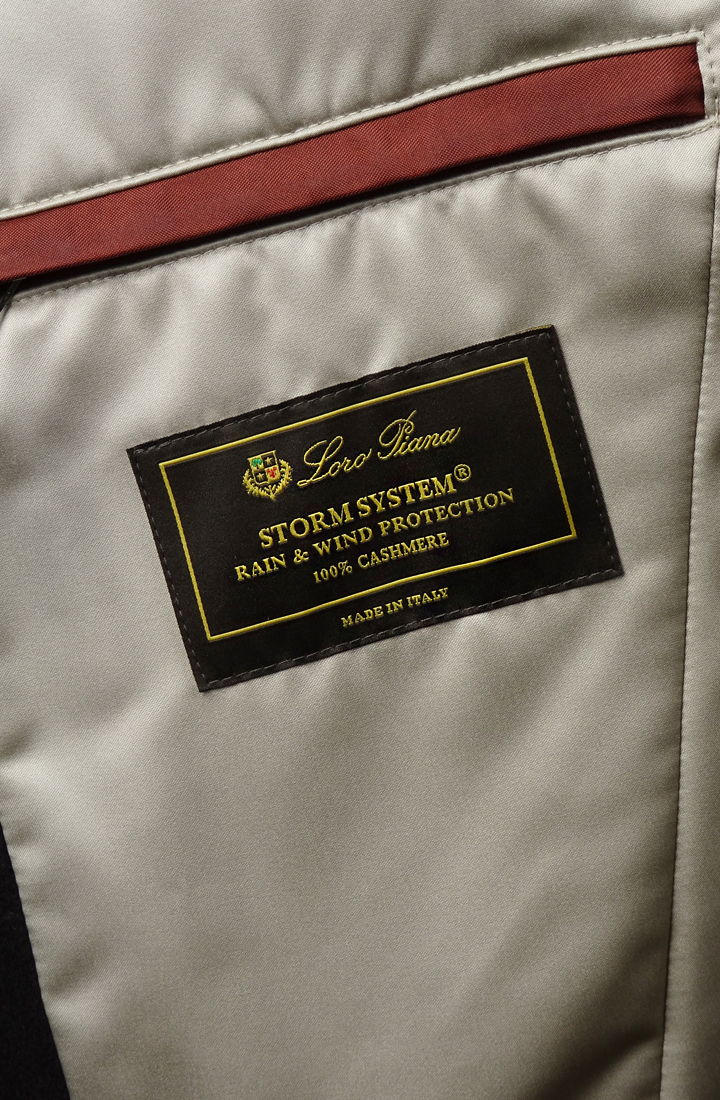 Loro Piana
STORM SYSTEM®
RAIN & WIND PROTECTION
100% CASHMERE
MADE IN ITALY